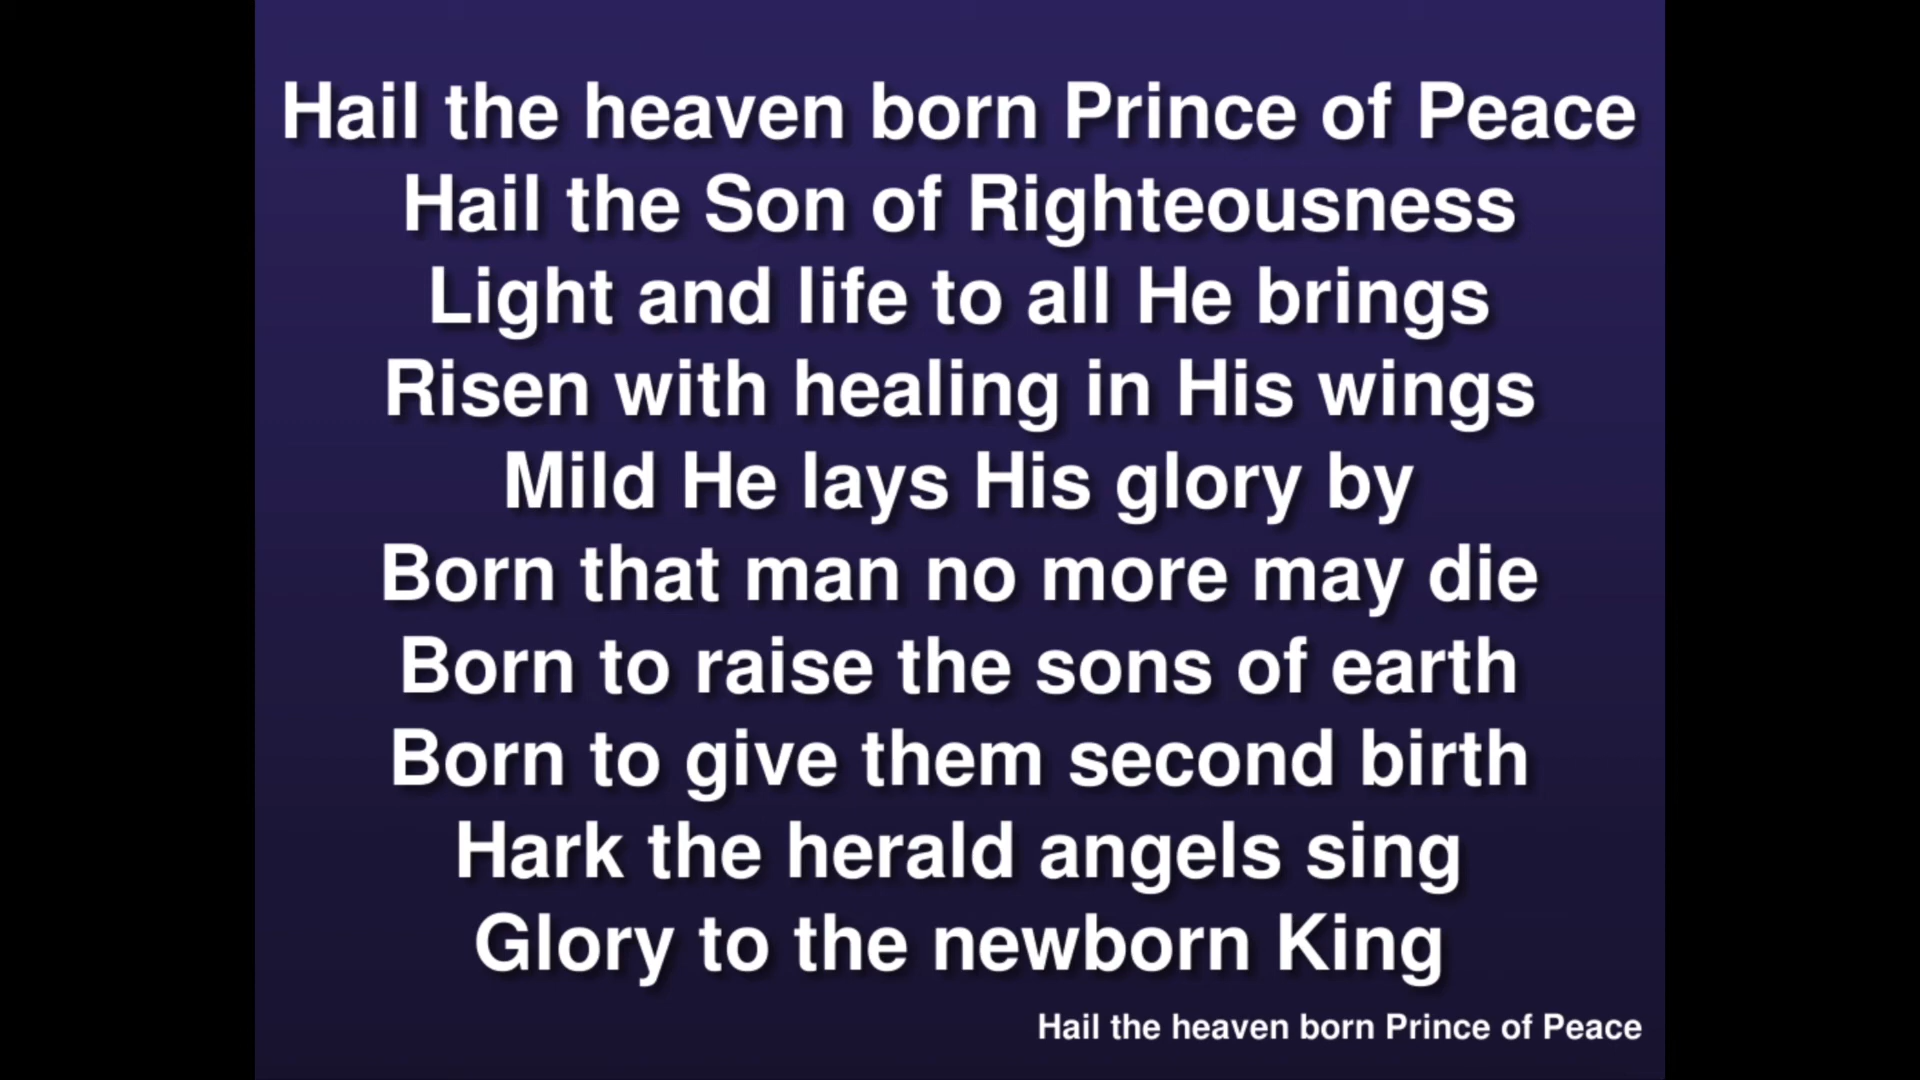 Hail the heaven born Prince of Peace
Hail the Son of Righteousness
Light and life to all He brings
Risen with healing in His wings
Mild He lays His glory by
Born that man no more may die
Born to raise the sons of earth
Born to give them second birth
Hark the herald angels sing
Glory to the newborn King
Hail the heaven born Prince of Peace